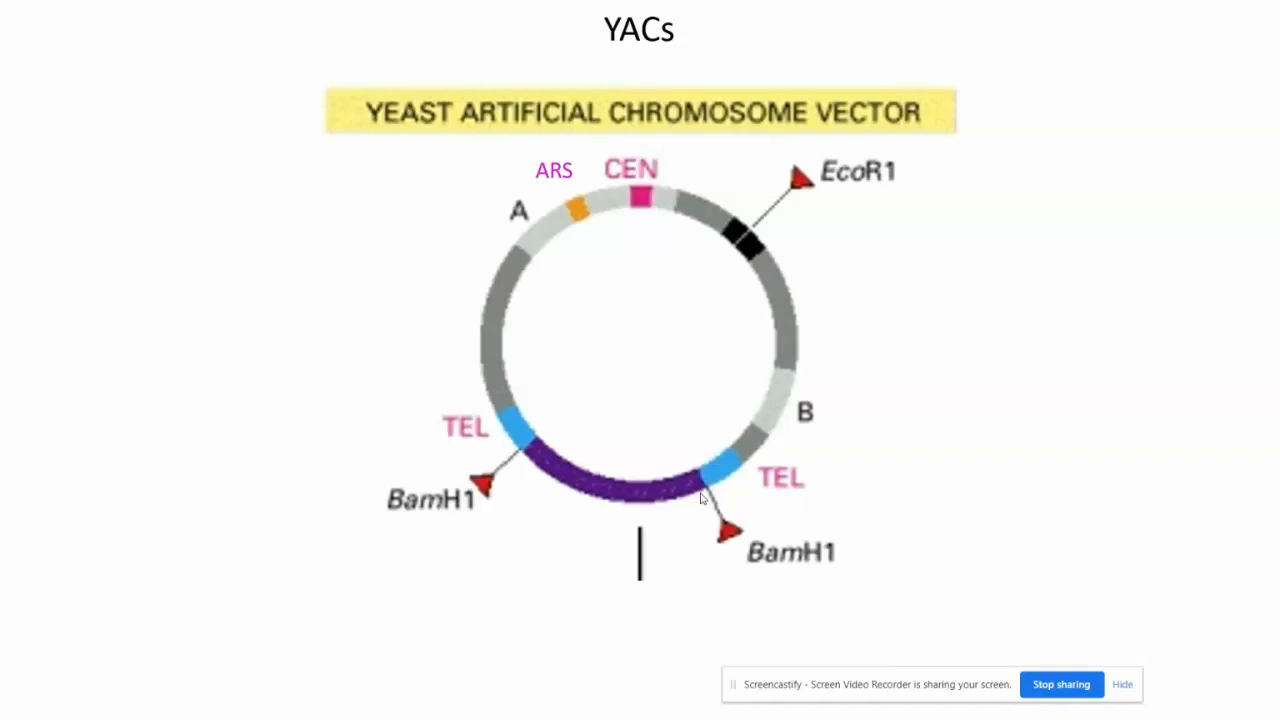 YACs
YEAST ARTIFICIAL CHROMOSOME VECTOR
ARS CEN
EcoR1
A
B
TEL
TEL
BamH1
BamH1
Screencastify - Screen Video Recorder is sharing your screen. Stop sharing Hide